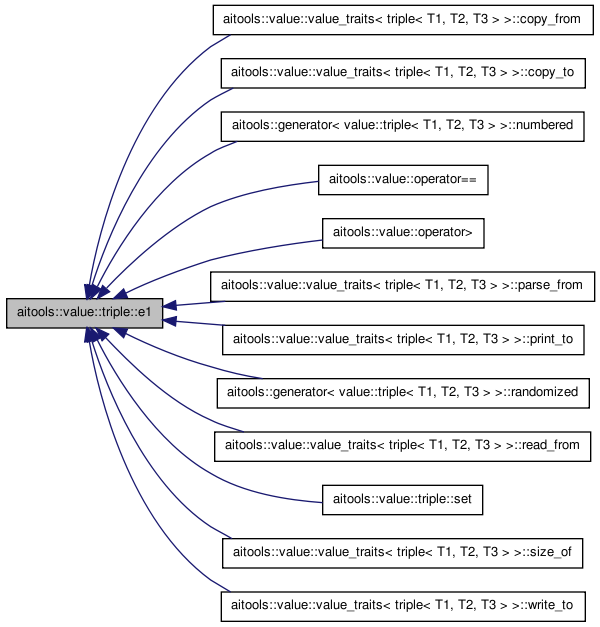 aitools::value::value_traits< triple< T1, T2, T3 > >::copy_from
aitools::value::value_traits< triple< T1, T2, T3 > >::copy_to
aitools::generator< value::triple< T1, T2, T3 > >::numbered
aitools::value::operator==
aitools::value::operator>
aitools::value::value_traits< triple< T1, T2, T3 > >::parse_from
aitools::value::triple::e1
aitools::value::value_traits< triple< T1, T2, T3 > >::print_to
aitools::generator< value::triple< T1, T2, T3 > >::randomized
aitools::value::value_traits< triple< T1, T2, T3 > >::read_from
aitools::value::triple::set
aitools::value::value_traits< triple< T1, T2, T3 > >::size_of
aitools::value::value_traits< triple< T1, T2, T3 > >::write_to